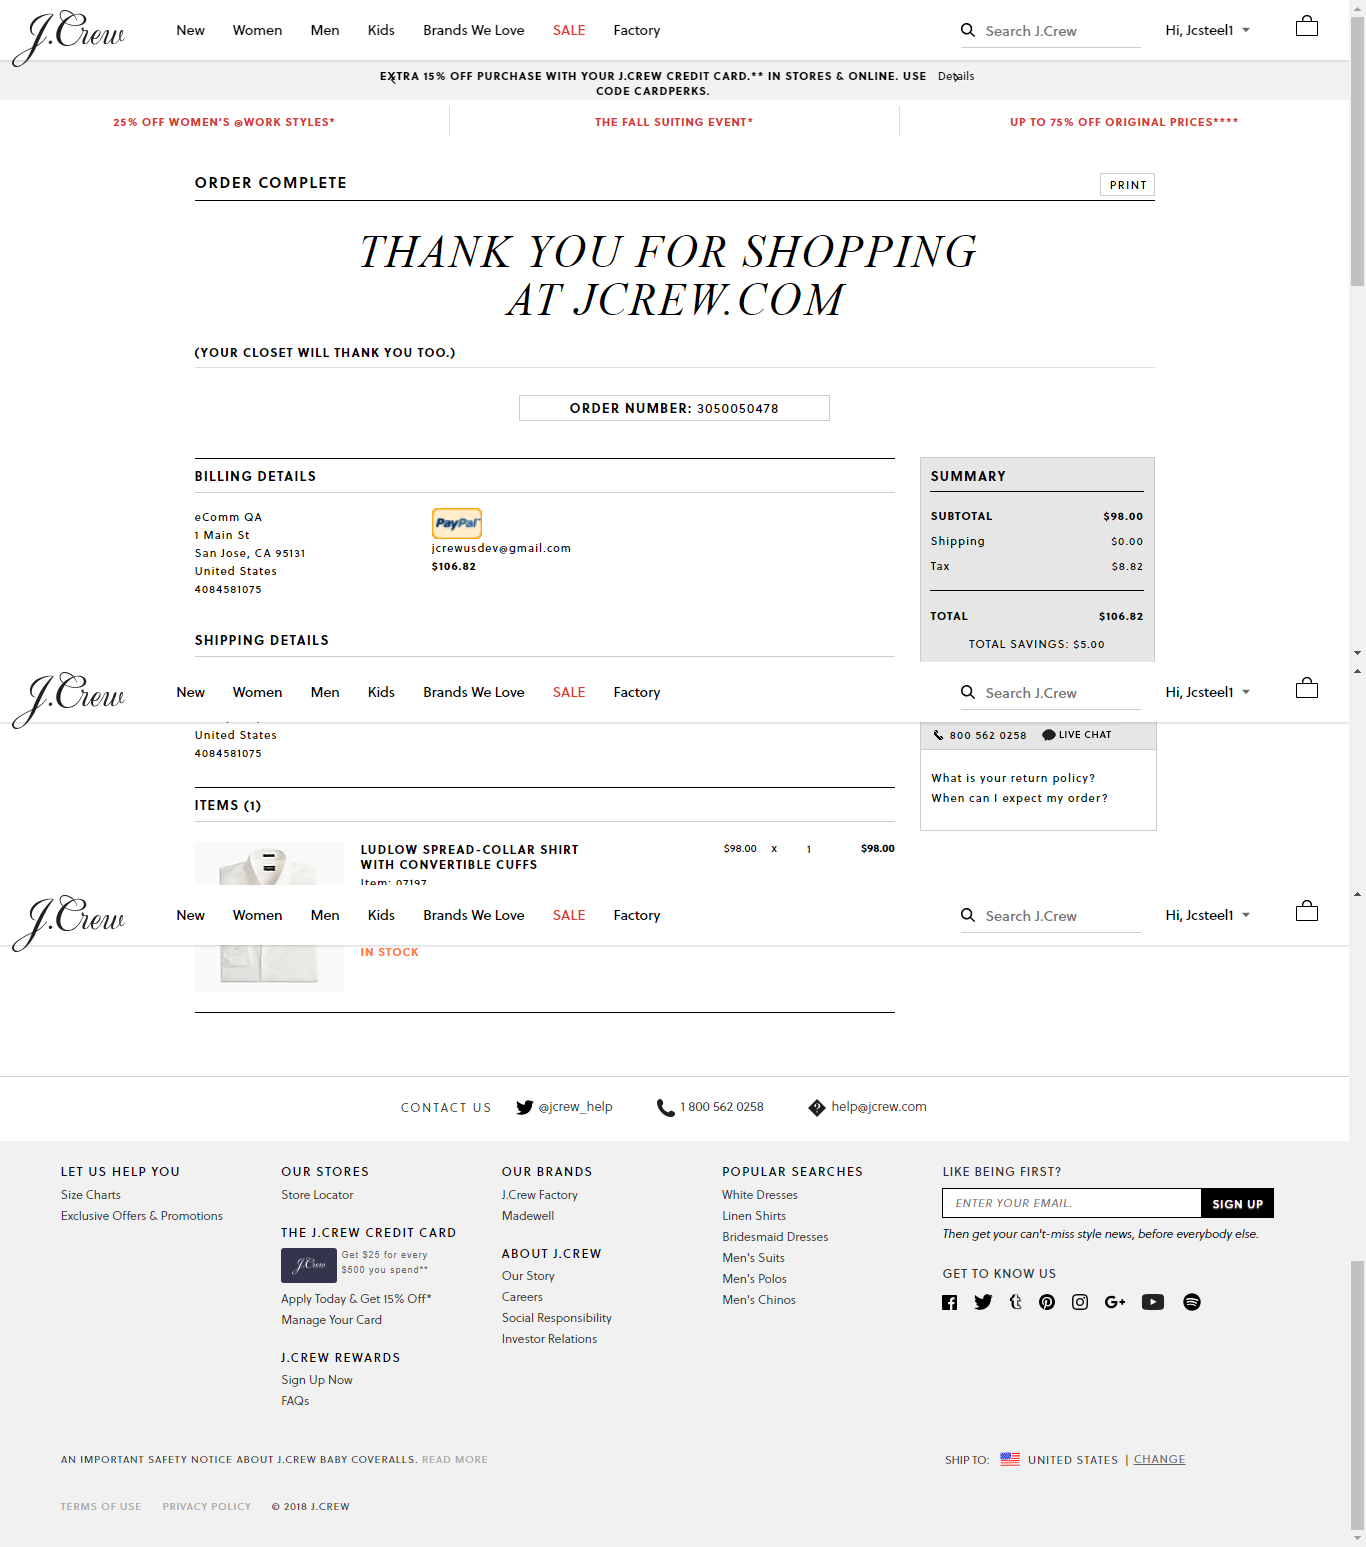 J.Crew
New Women Men Kids Brands We Love SALE Factory
Search J.Crew
Hi, Jcsteel1
EXTRA 15% OFF PURCHASE WITH YOUR J.CREW CREDIT CARD.** IN STORES & ONLINE. USE Details
CODE CARDPERKS.
25% OFF WOMEN'S @WORK STYLES*
THE FALL SUITING EVENT*
UP TO 75% OFF ORIGINAL PRICES****
ORDER COMPLETE
PRINT
THANK YOU FOR SHOPPING
AT JCREW.COM
(YOUR CLOSET WILL THANK YOU TOO.)
ORDER NUMBER: 3050050478
BILLING DETAILS
eComm QA
1 Main St
San Jose, CA 95131
United States
4084581075
PayPal
jcrewusdev@gmail.com
$106.82
SUMMARY
SUBTOTAL $98.00
Shipping $0.00
Tax $8.82
TOTAL $106.82
TOTAL SAVINGS: $5.00
SHIPPING DETAILS
J.Crew
New Women Men Kids Brands We Love SALE Factory
Search J.Crew
Hi, Jcsteel1
United States
4084581075
800 562 0258 LIVE CHAT
What is your return policy?
When can I expect my order?
ITEMS (1)
LUDLOW SPREAD-COLLAR SHIRT
WITH CONVERTIBLE CUFFS
Item: 07197
$98.00 x 1 $98.00
J.Crew
New Women Men Kids Brands We Love SALE Factory
Search J.Crew
Hi, Jcsteel1
IN STOCK
CONTACT US @jcrew_help 1 800 562 0258 help@jcrew.com
LET US HELP YOU
Size Charts
Exclusive Offers & Promotions
OUR STORES
Store Locator
THE J.CREW CREDIT CARD
J.Crew
Get $25 for every
$500 you spend**
Apply Today & Get 15% Off*
Manage Your Card
J.CREW REWARDS
Sign Up Now
FAQs
OUR BRANDS
J.Crew Factory
Madewell
ABOUT J.CREW
Our Story
Careers
Social Responsibility
Investor Relations
POPULAR SEARCHES
White Dresses
Linen Shirts
Bridesmaid Dresses
Men's Suits
Men's Polos
Men's Chinos
LIKE BEING FIRST?
ENTER YOUR EMAIL. SIGN UP
Then get your can't-miss style news, before everybody else.
GET TO KNOW US
AN IMPORTANT SAFETY NOTICE ABOUT J.CREW BABY COVERALLS. READ MORE
SHIP TO: UNITED STATES | CHANGE
TERMS OF USE PRIVACY POLICY © 2018 J.CREW